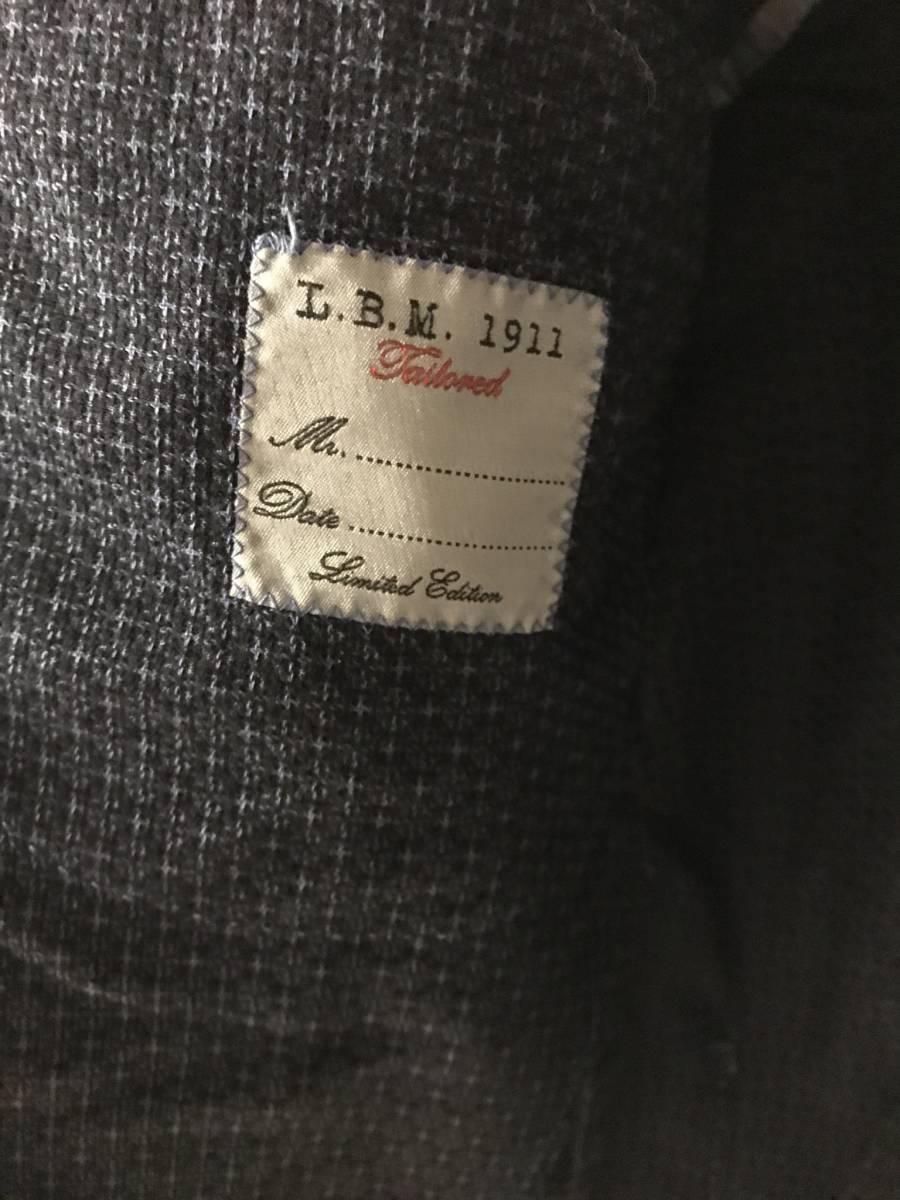 L.B.M. 1911
Tailored
Mr. ........................
Date ........................
Limited Edition